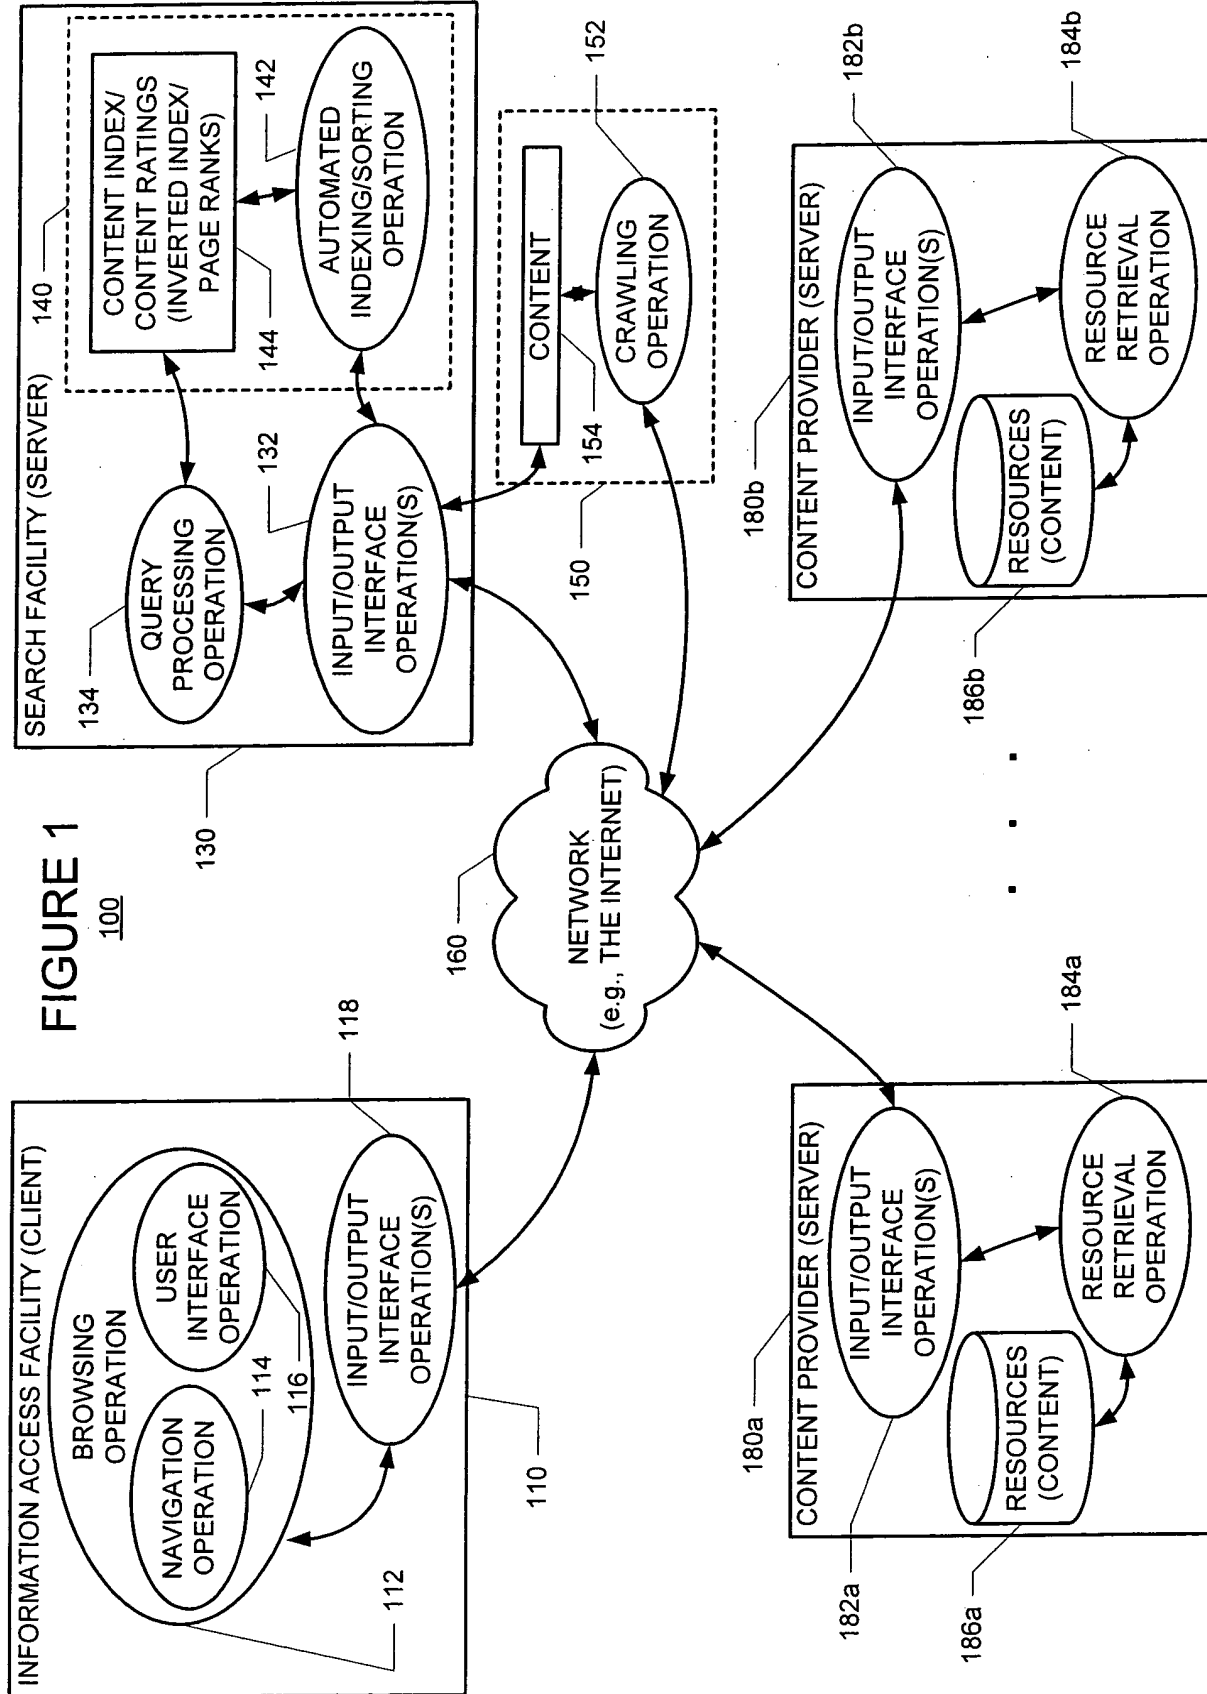 FIGURE 1
100
INFORMATION ACCESS FACILITY (CLIENT)
BROWSING
OPERATION
NAVIGATION
OPERATION
USER
INTERFACE
OPERATION
114
116
112
INPUT/OUTPUT
INTERFACE
OPERATION(S)
118
110
SEARCH FACILITY (SERVER)
140
134
QUERY
PROCESSING
OPERATION
CONTENT INDEX/
CONTENT RATINGS
(INVERTED INDEX/
PAGE RANKS)
144
142
AUTOMATED
INDEXING/SORTING
OPERATION
132
INPUT/OUTPUT
INTERFACE
OPERATION(S)
130
CONTENT
154
152
CRAWLING
OPERATION
150
160
NETWORK
(e.g., THE INTERNET)
180a
CONTENT PROVIDER (SERVER)
182a
INPUT/OUTPUT
INTERFACE
OPERATION(S)
RESOURCES
(CONTENT)
186a
RESOURCE
RETRIEVAL
OPERATION
184a
. . .
180b
CONTENT PROVIDER (SERVER)
182b
INPUT/OUTPUT
INTERFACE
OPERATION(S)
RESOURCES
(CONTENT)
186b
RESOURCE
RETRIEVAL
OPERATION
184b